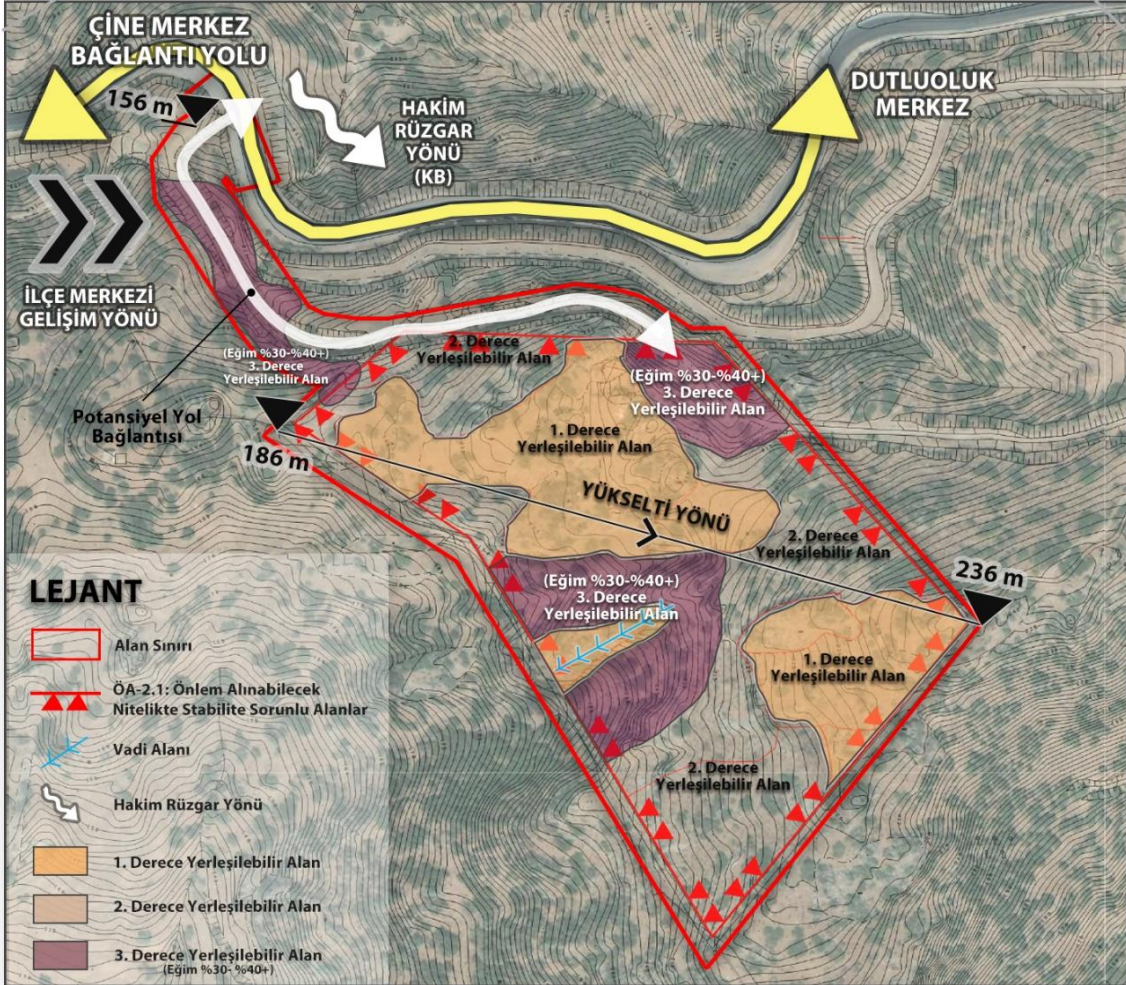 ÇİNE MERKEZ
BAĞLANTI YOLU
156 m
HAKİM
RÜZGAR
YÖNÜ
(KB)
DUTLUOLUK
MERKEZ
İLÇE MERKEZİ
GELİŞİM YÖNÜ
2. Derece
Yerleşilebilir Alan
(Eğim %30-%40+)
3. Derece
Yerleşilebilir Alan
(Eğim %30-%40+)
3. Derece
Yerleşilebilir Alan
Potansiyel Yol
Bağlantısı
1. Derece
Yerleşilebilir Alan
186 m
YÜKSELTİ YÖNÜ
2. Derece
Yerleşilebilir Alan
(Eğim %30-%40+)
3. Derece
Yerleşilebilir Alan
236 m
1. Derece
Yerleşilebilir Alan
2. Derece
Yerleşilebilir Alan
LEJANT
Alan Sınırı
ÖA-2.1: Önlem Alınabilecek
Nitelikte Stabilite Sorunlu Alanlar
Vadi Alanı
Hakim Rüzgar Yönü
1. Derece Yerleşilebilir Alan
2. Derece Yerleşilebilir Alan
3. Derece Yerleşilebilir Alan
(Eğim %30- %40+)